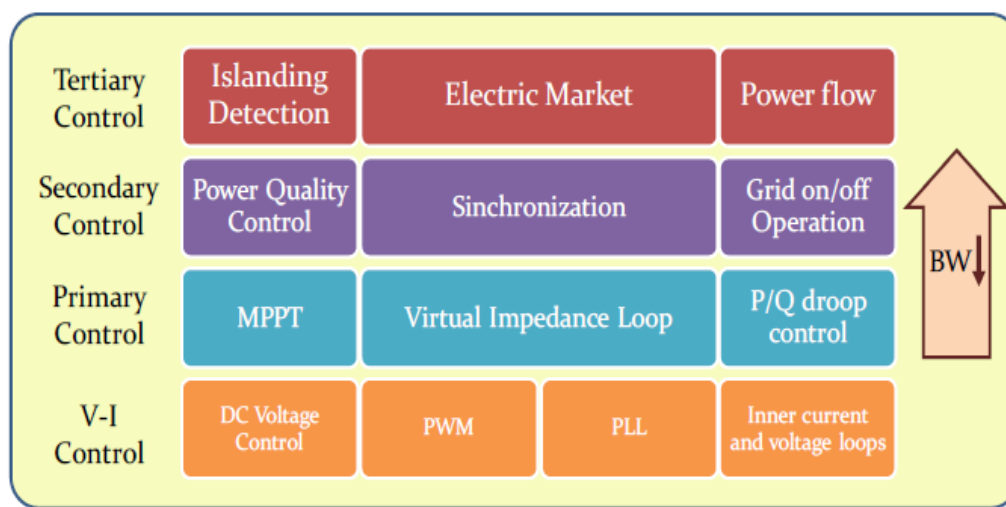 Tertiary
Control
Islanding
Detection
Electric Market
Power flow
Secondary
Control
Power Quality
Control
Sinchronization
Grid on/off
Operation
BW
Primary
Control
MPPT
Virtual Impedance Loop
P/Q droop
control
V-I
Control
DC Voltage
Control
PWM
PLL
Inner current
and voltage loops